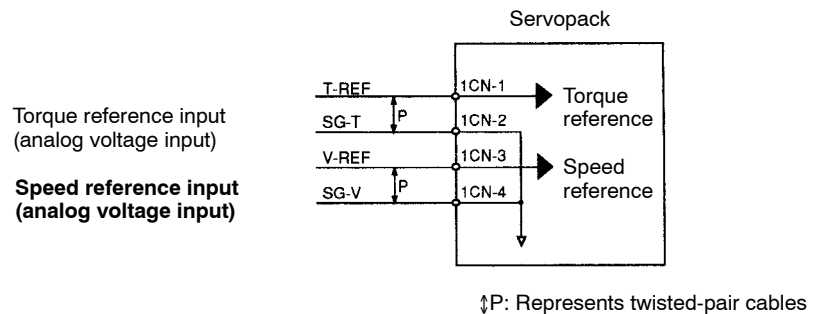 Servopack
T-REF
1CN-1
P
Torque
reference
Torque reference input
(analog voltage input)
SG-T
1CN-2
V-REF
1CN-3
P
Speed
reference
Speed reference input
(analog voltage input)
SG-V
1CN-4
P: Represents twisted-pair cables